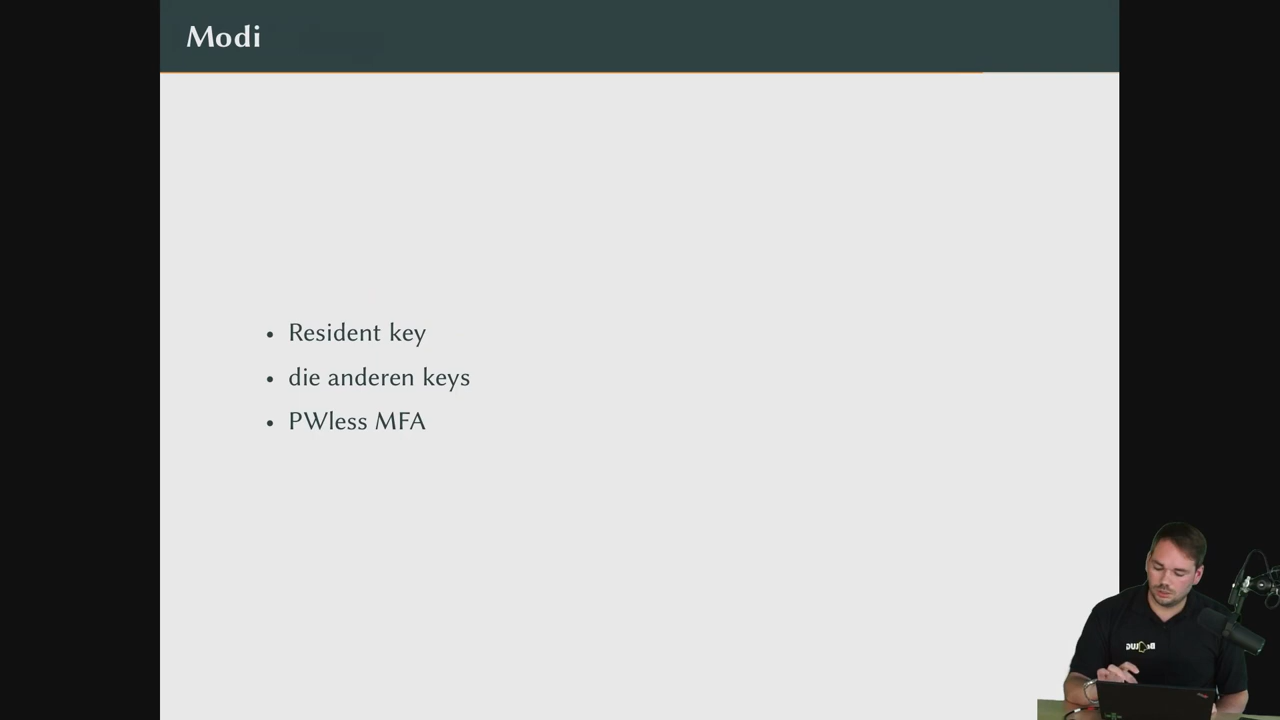 Modi
• Resident key
• die anderen keys
• PWless MFA